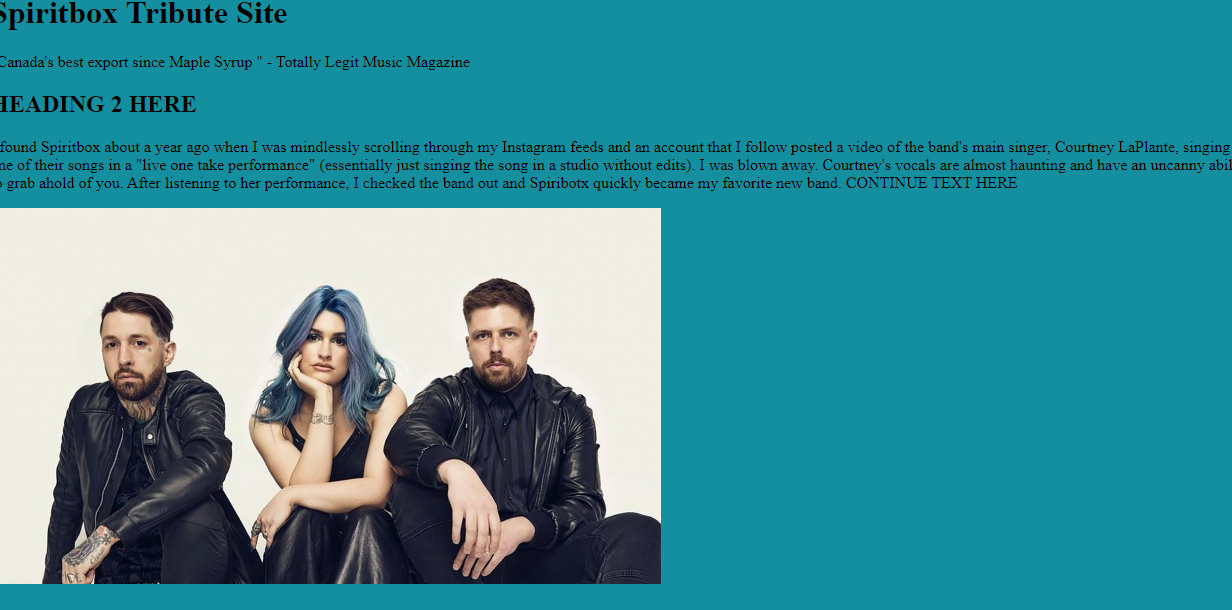 Spiritbox Tribute Site
Canada's best export since Maple Syrup " - Totally Legit Music Magazine
HEADING 2 HERE
found Spiritbox about a year ago when I was mindlessly scrolling through my Instagram feeds and an account that I follow posted a video of the band's main singer, Courtney LaPlante, singing
ne of their songs in a "live one take performance" (essentially just singing the song in a studio without edits). I was blown away. Courtney's vocals are almost haunting and have an uncanny abil
o grab ahold of you. After listening to her performance, I checked the band out and Spiribotx quickly became my favorite new band. CONTINUE TEXT HERE